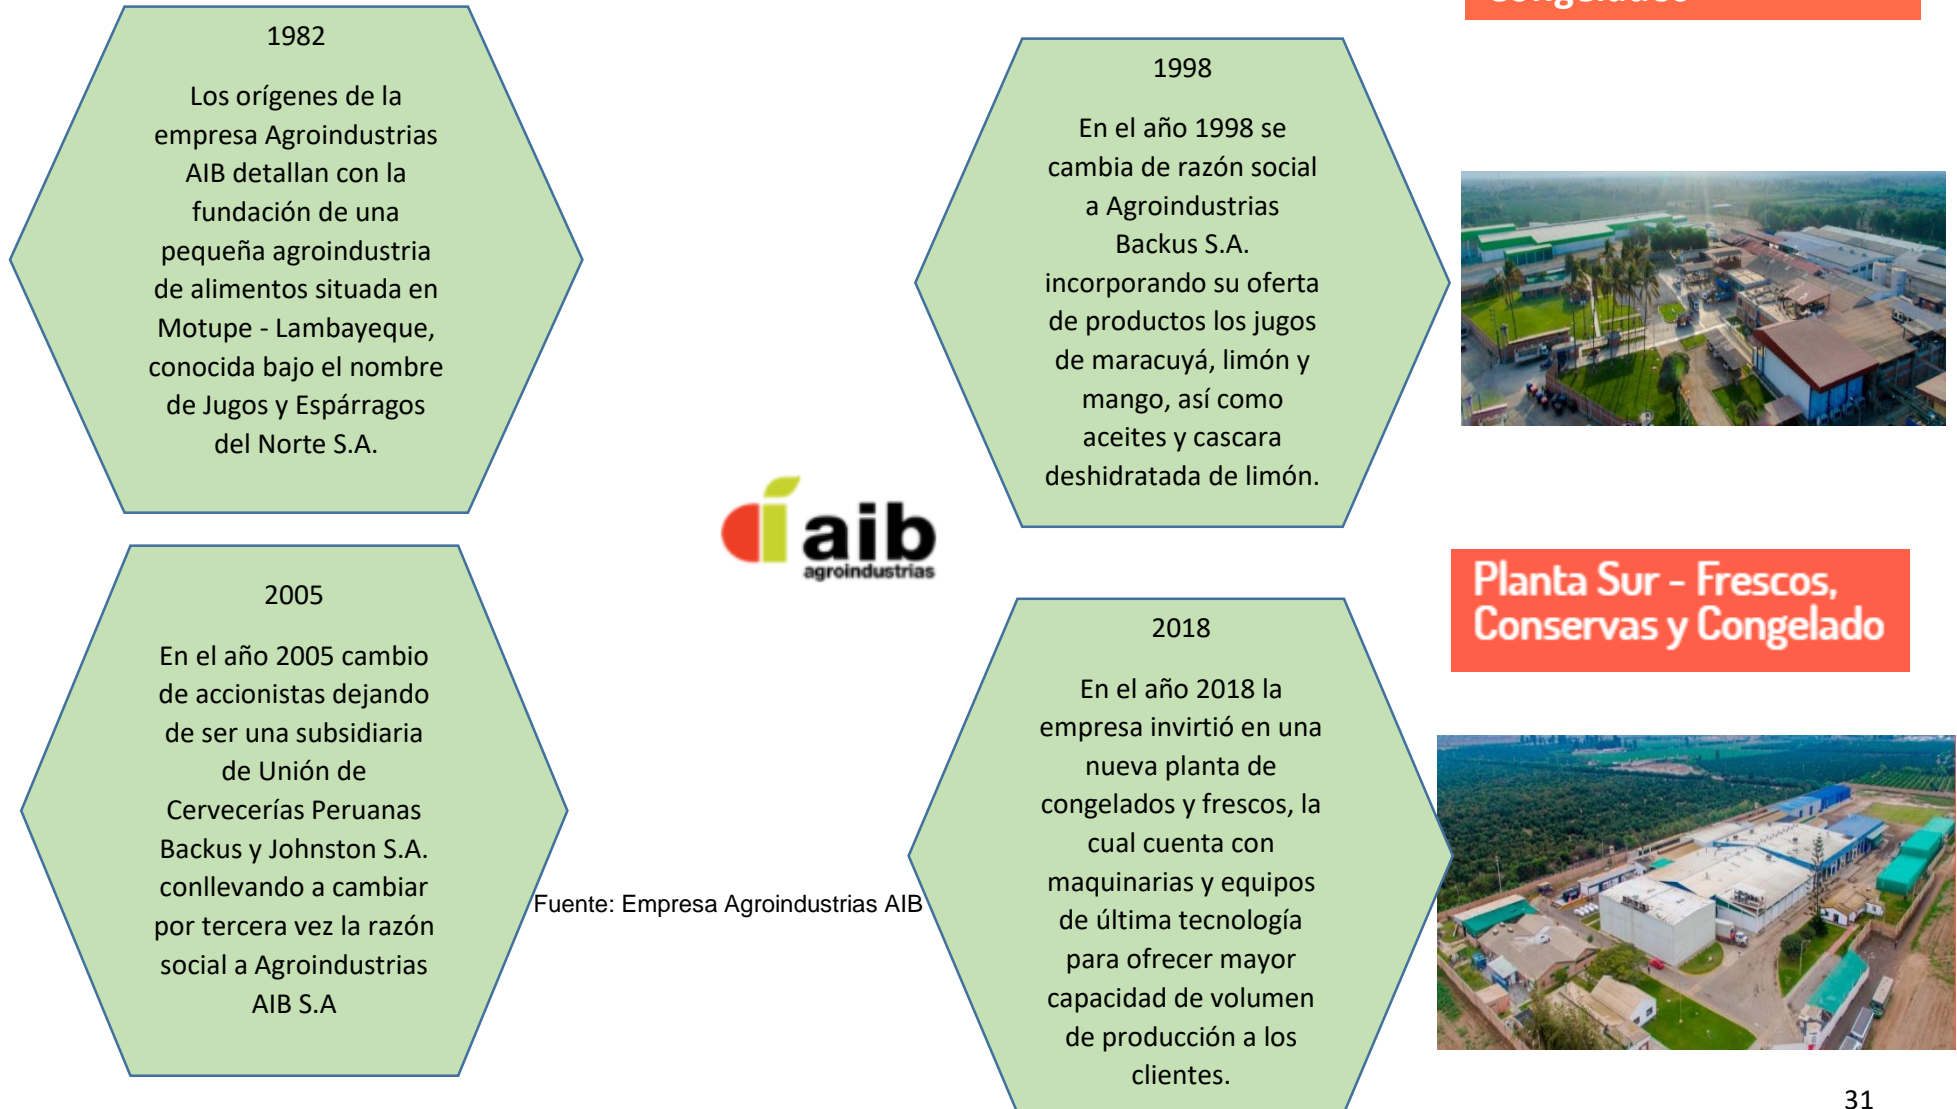 1982
Los orígenes de la
empresa Agroindustrias
AIB detallan con la
fundación de una
pequeña agroindustria
de alimentos situada en
Motupe - Lambayeque,
conocida bajo el nombre
de Jugos y Espárragos
del Norte S.A.
1998
En el año 1998 se
cambia de razón social
a Agroindustrias
Backus S.A.
incorporando su oferta
de productos los jugos
de maracuyá, limón y
mango, así como
aceites y cascara
deshidratada de limón.
aib
agroindustrias
Planta Sur - Frescos,
Conservas y Congelado
2005
En el año 2005 cambio
de accionistas dejando
de ser una subsidiaria
de Unión de
Cervecerías Peruanas
Backus y Johnston S.A.
conllevando a cambiar
por tercera vez la razón
social a Agroindustrias
AIB S.A
2018
En el año 2018 la
empresa invirtió en una
nueva planta de
congelados y frescos, la
cual cuenta con
maquinarias y equipos
de última tecnología
para ofrecer mayor
capacidad de volumen
de producción a los
clientes.
Fuente: Empresa Agroindustrias AIB
31